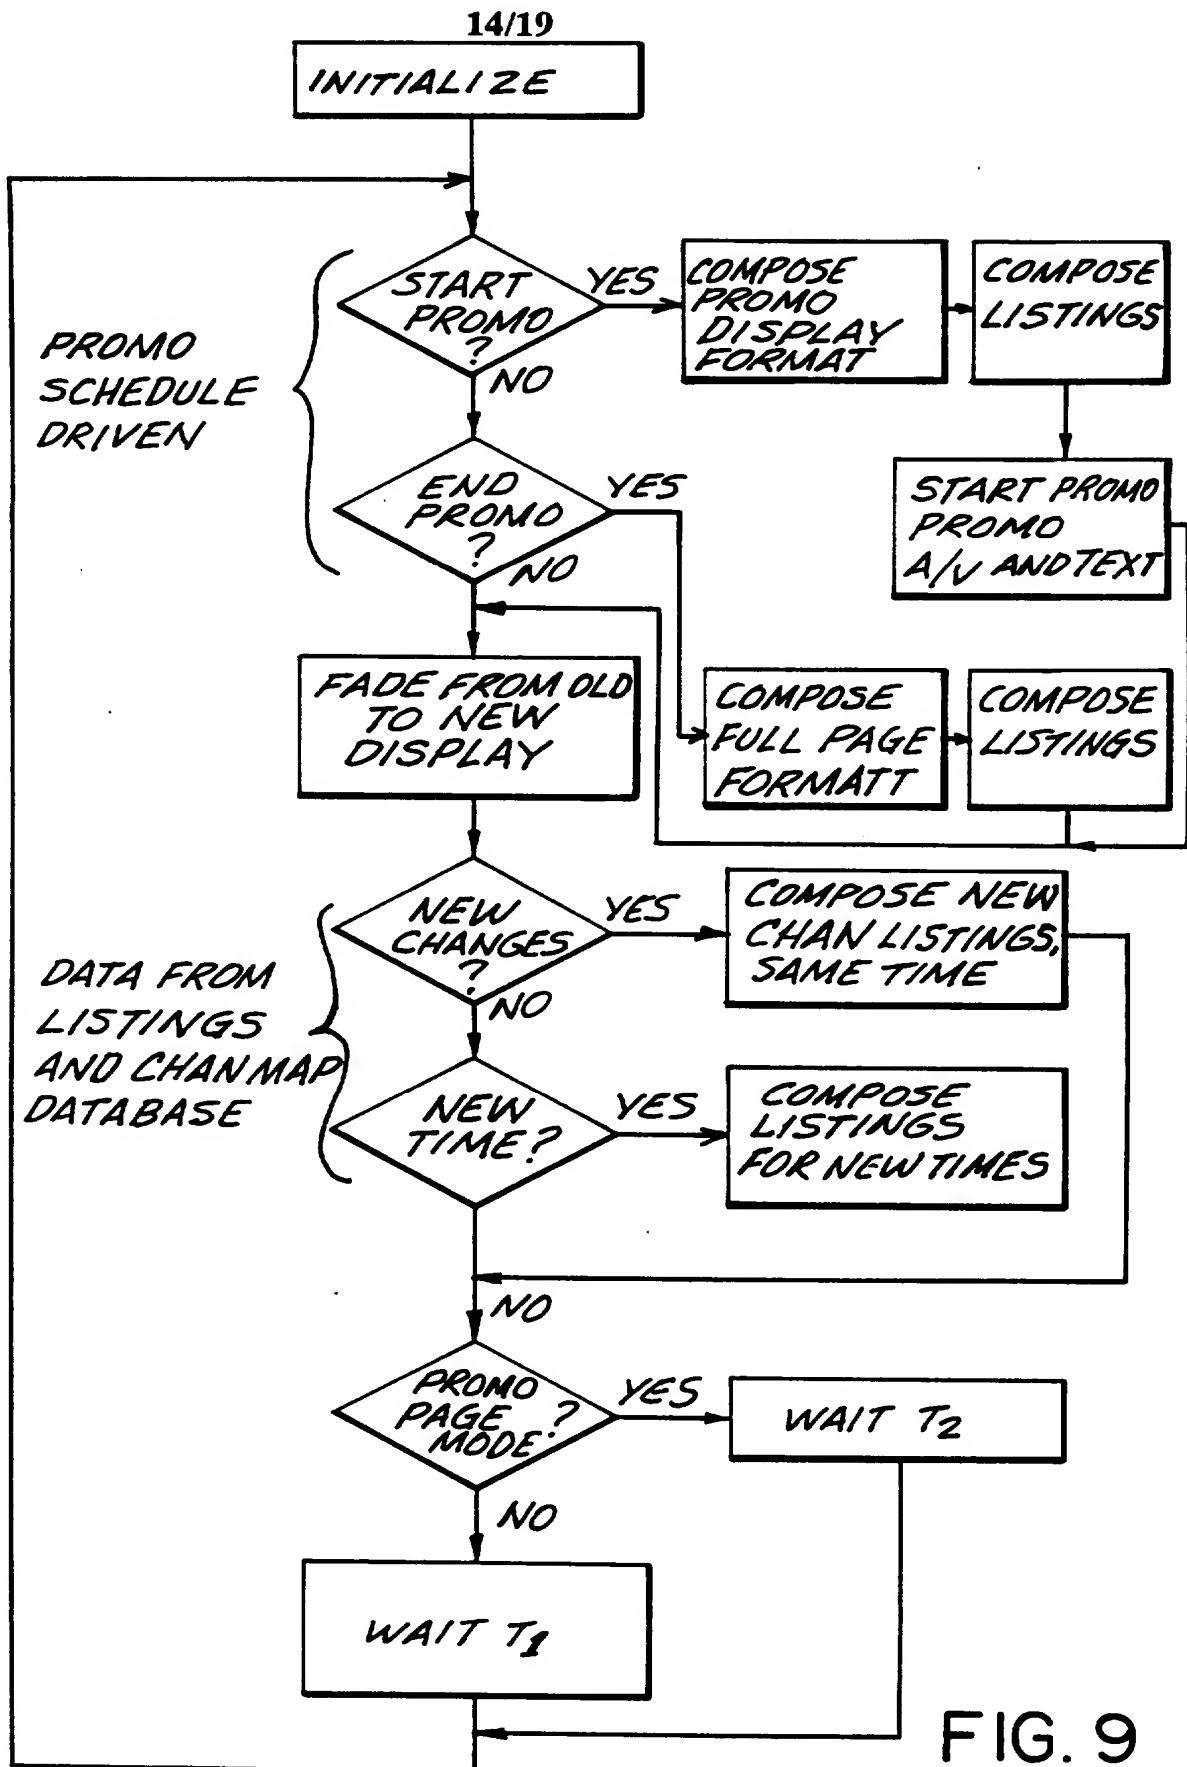 14/19
INITIALIZE
START
PROMO
?
YES
NO
COMPOSE
PROMO
DISPLAY
FORMAT
COMPOSE
LISTINGS
PROMO
SCHEDULE
DRIVEN
END
PROMO
?
YES
NO
START PROMO
PROMO
A/V AND TEXT
FADE FROM OLD
TO NEW
DISPLAY
COMPOSE
FULL PAGE
FORMATT
COMPOSE
LISTINGS
NEW
CHANGES
?
YES
NO
COMPOSE NEW
CHAN LISTINGS,
SAME TIME
DATA FROM
LISTINGS
AND CHAN MAP
DATABASE
NEW
TIME?
YES
COMPOSE
LISTINGS
FOR NEW TIMES
NO
PROMO
PAGE ?
MODE
YES
WAIT T2
NO
WAIT T1
FIG. 9